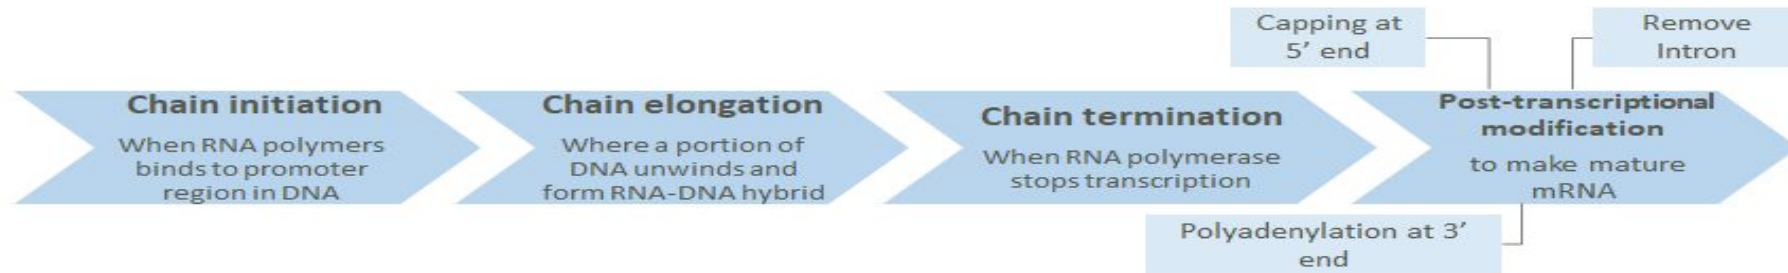 Capping at
5’ end
Remove
Intron
Chain initiation
When RNA polymers
binds to promoter
region in DNA
Chain elongation
Where a portion of
DNA unwinds and
form RNA-DNA hybrid
Chain termination
When RNA polymerase
stops transcription
Post-transcriptional
modification
to make mature
mRNA
Polyadenylation at 3’
end